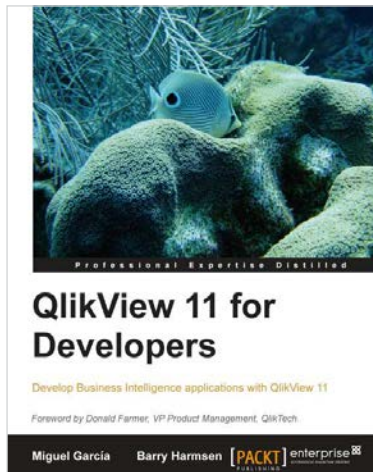 Professional Expertise Distilled
QlikView 11 for
Developers
Develop Business Intelligence applications with QlikView 11
Foreword by Donald Farmer, VP Product Management, QlikTech
Miguel García Barry Harmsen [PACKT] enterprise
PUBLISHING